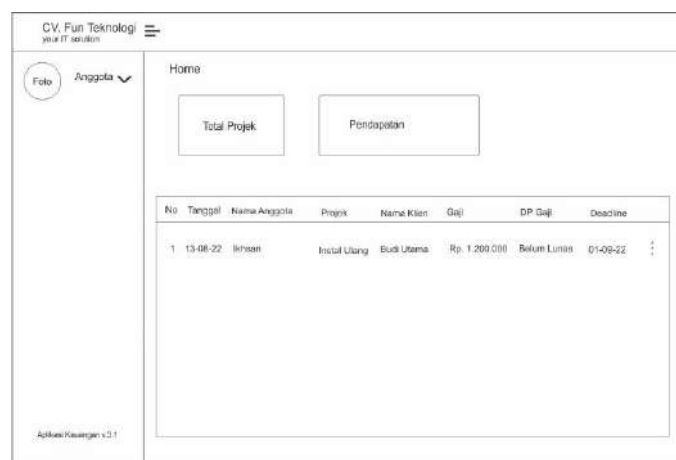 CV. Fun Teknologi
your IT solution
Foto
Anggota
Home
Total Projek
Pendapatan
No Tanggal Nama Anggota Projek Nama Klien Gaji DP Gaji Deadline
1 13-08-22 Ikhsan Instal Ulang Budi Utama Rp. 1.200.000 Belum Lunas 01-09-22
Aplikasi Keuangan v.3.1